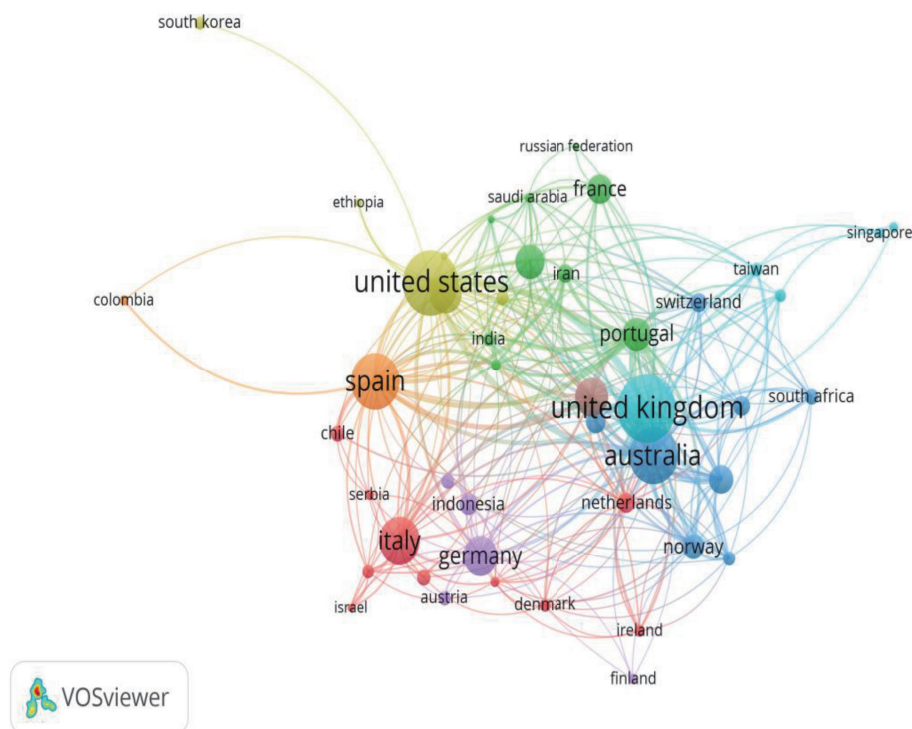 south korea
russian federation
ethiopia
saudi arabia
france
singapore
united states
iran
taiwan
colombia
switzerland
india
portugal
spain
united kingdom
south africa
chile
australia
serbia
indonesia
netherlands
italy
germany
norway
israel
austria
denmark
ireland
finland
VOSviewer